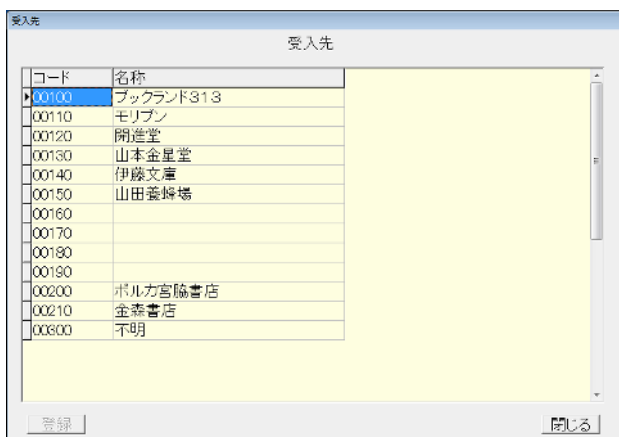 受入先
受入先
コード 名称
00100 ブックランド313
00110 モリブン
00120 開進堂
00130 山本金星堂
00140 伊藤文庫
00150 山田養蜂場
00160
00170
00180
00190
00200 ポルカ宮脇書店
00210 金森書店
00300 不明
登録 閉じる